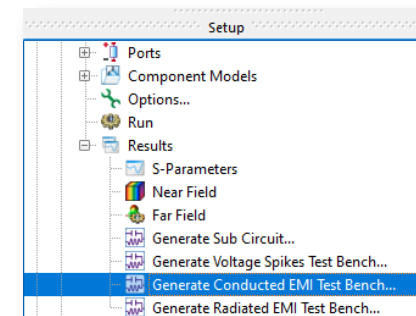 Setup
Ports
Component Models
Options...
Run
Results
S-Parameters
Near Field
Far Field
Generate Sub Circuit...
Generate Voltage Spikes Test Bench...
Generate Conducted EMI Test Bench...
Generate Radiated EMI Test Bench...